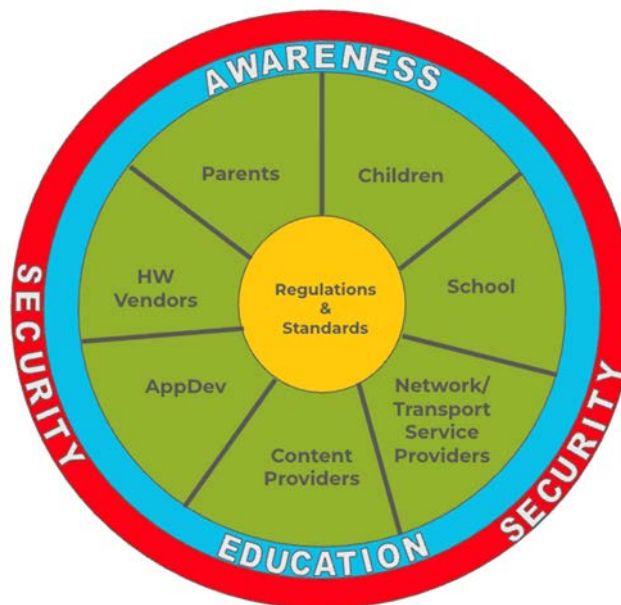 AWARENESS
Parents
Children
HW
Vendors
Regulations
&
Standards
School
AppDev
Network/
Transport
Service
Providers
Content
Providers
EDUCATION
SECURITY
SECURITY